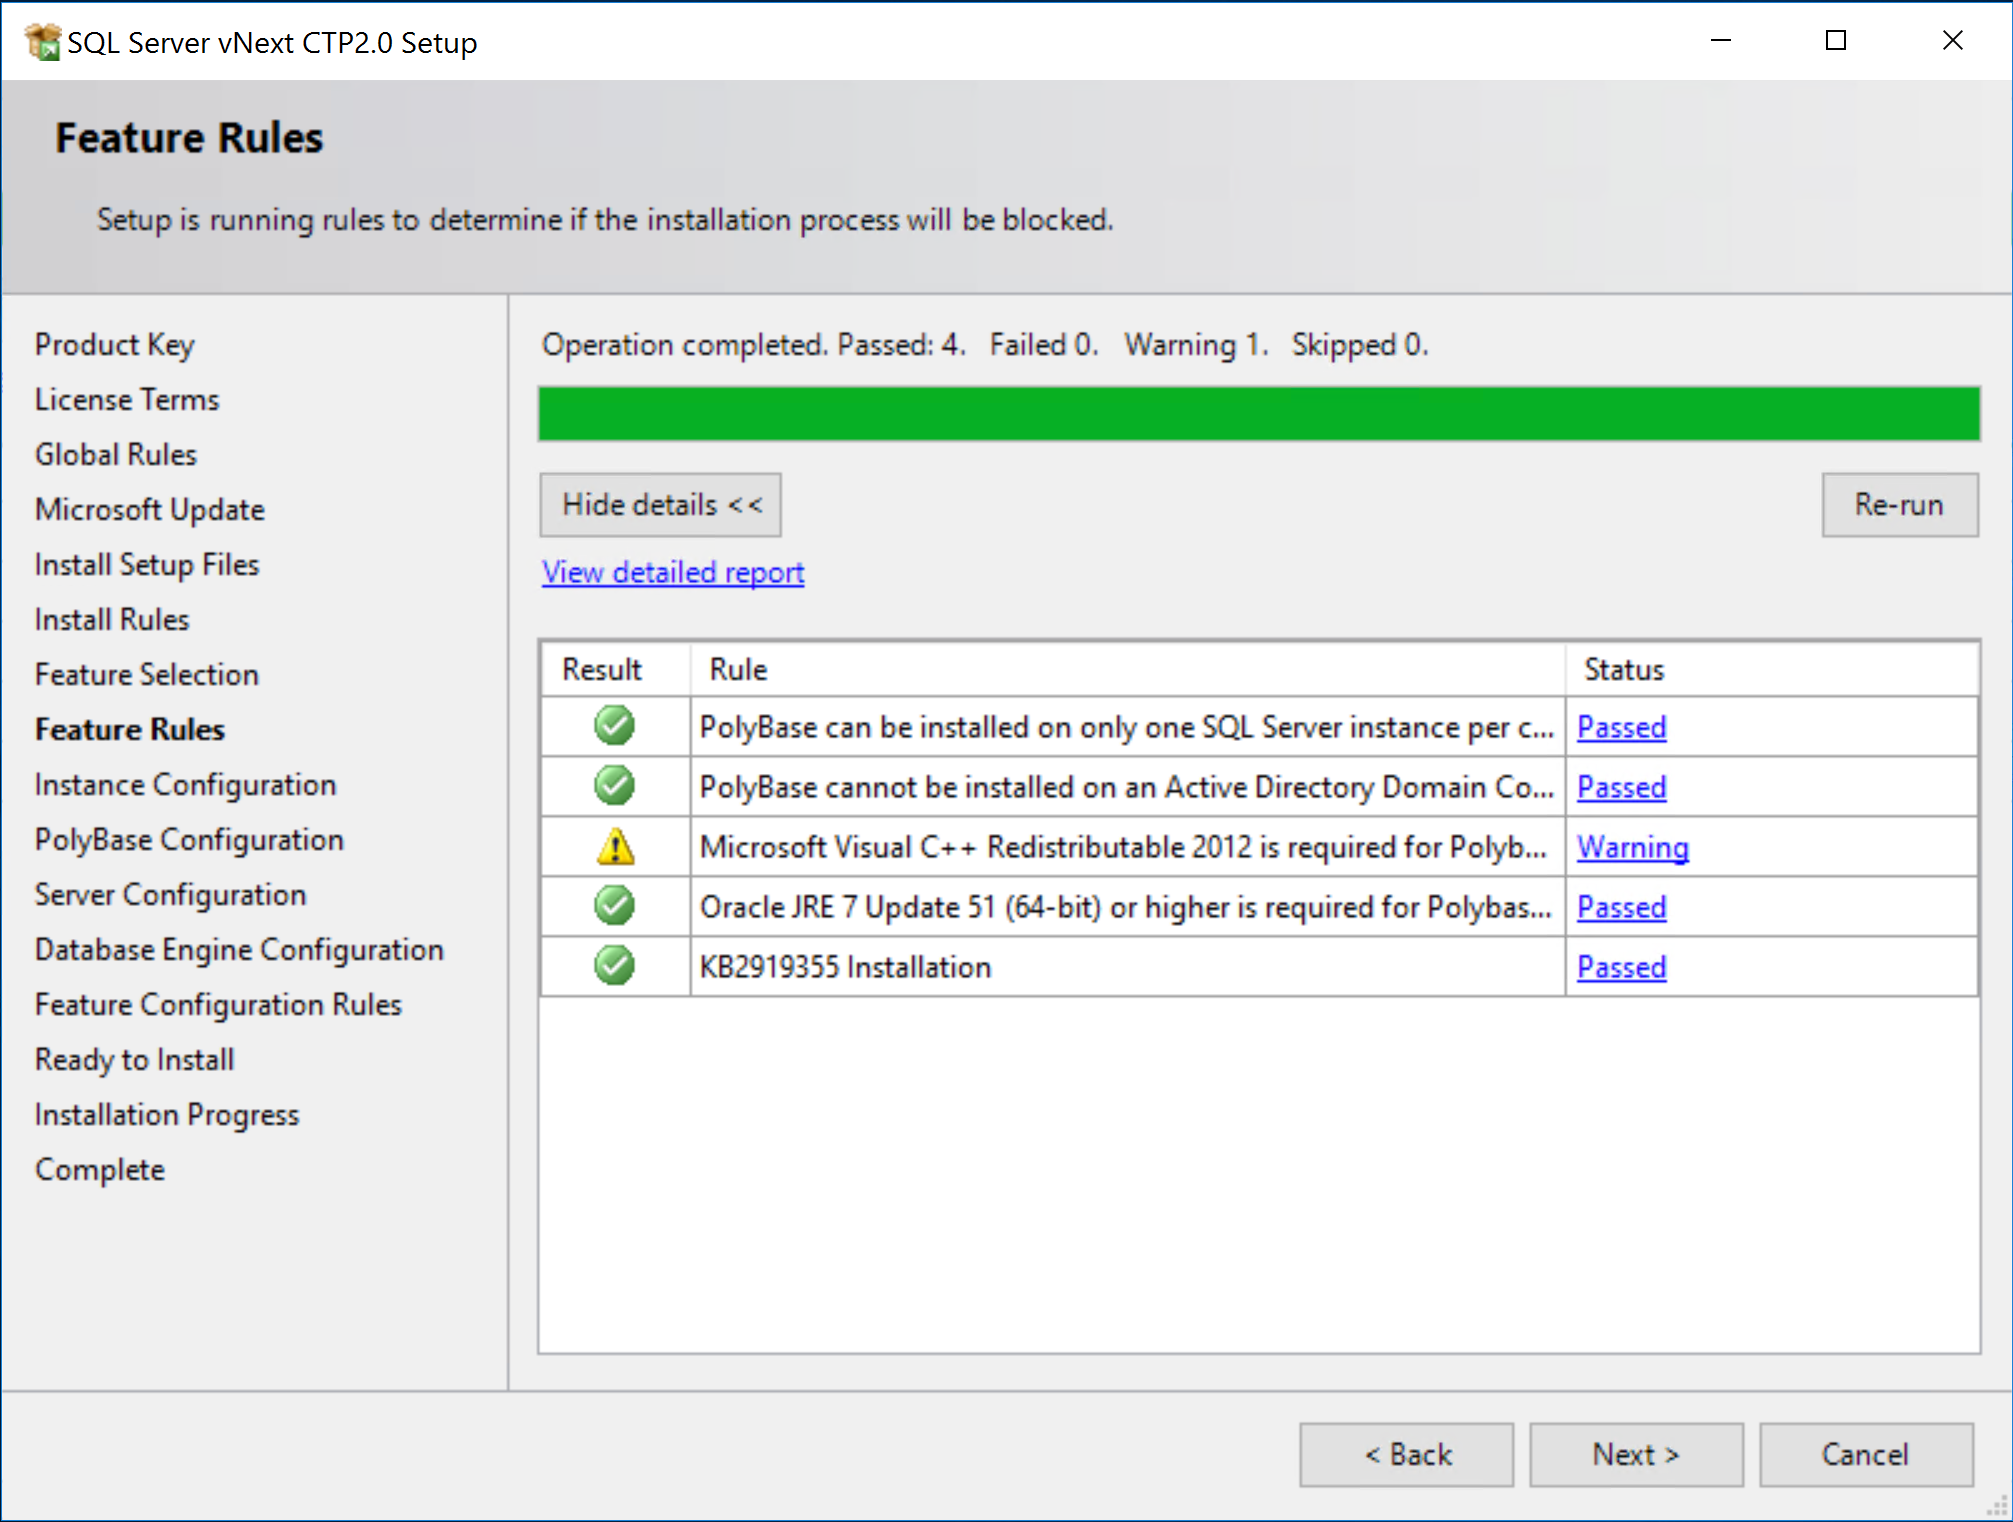 SQL Server vNext CTP2.0 Setup
Feature Rules
Setup is running rules to determine if the installation process will be blocked.
Product Key
License Terms
Global Rules
Microsoft Update
Install Setup Files
Install Rules
Feature Selection
Feature Rules
Instance Configuration
PolyBase Configuration
Server Configuration
Database Engine Configuration
Feature Configuration Rules
Ready to Install
Installation Progress
Complete
Operation completed. Passed: 4. Failed 0. Warning 1. Skipped 0.
Hide details <<
Re-run
View detailed report
Result Rule Status
PolyBase can be installed on only one SQL Server instance per c... Passed
PolyBase cannot be installed on an Active Directory Domain Co... Passed
Microsoft Visual C++ Redistributable 2012 is required for Polyb... Warning
Oracle JRE 7 Update 51 (64-bit) or higher is required for Polybas... Passed
KB2919355 Installation Passed
< Back Next > Cancel